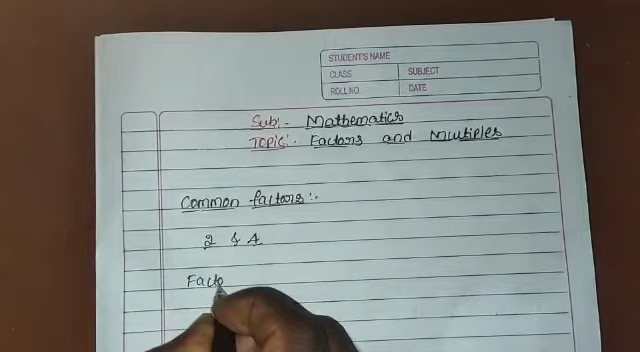 STUDENT'S NAME
CLASS SUBJECT
ROLL NO. DATE
Sub:- Mathematics
Topic:- Factors and Multiples
Common factors:-
2 & 4
Facto